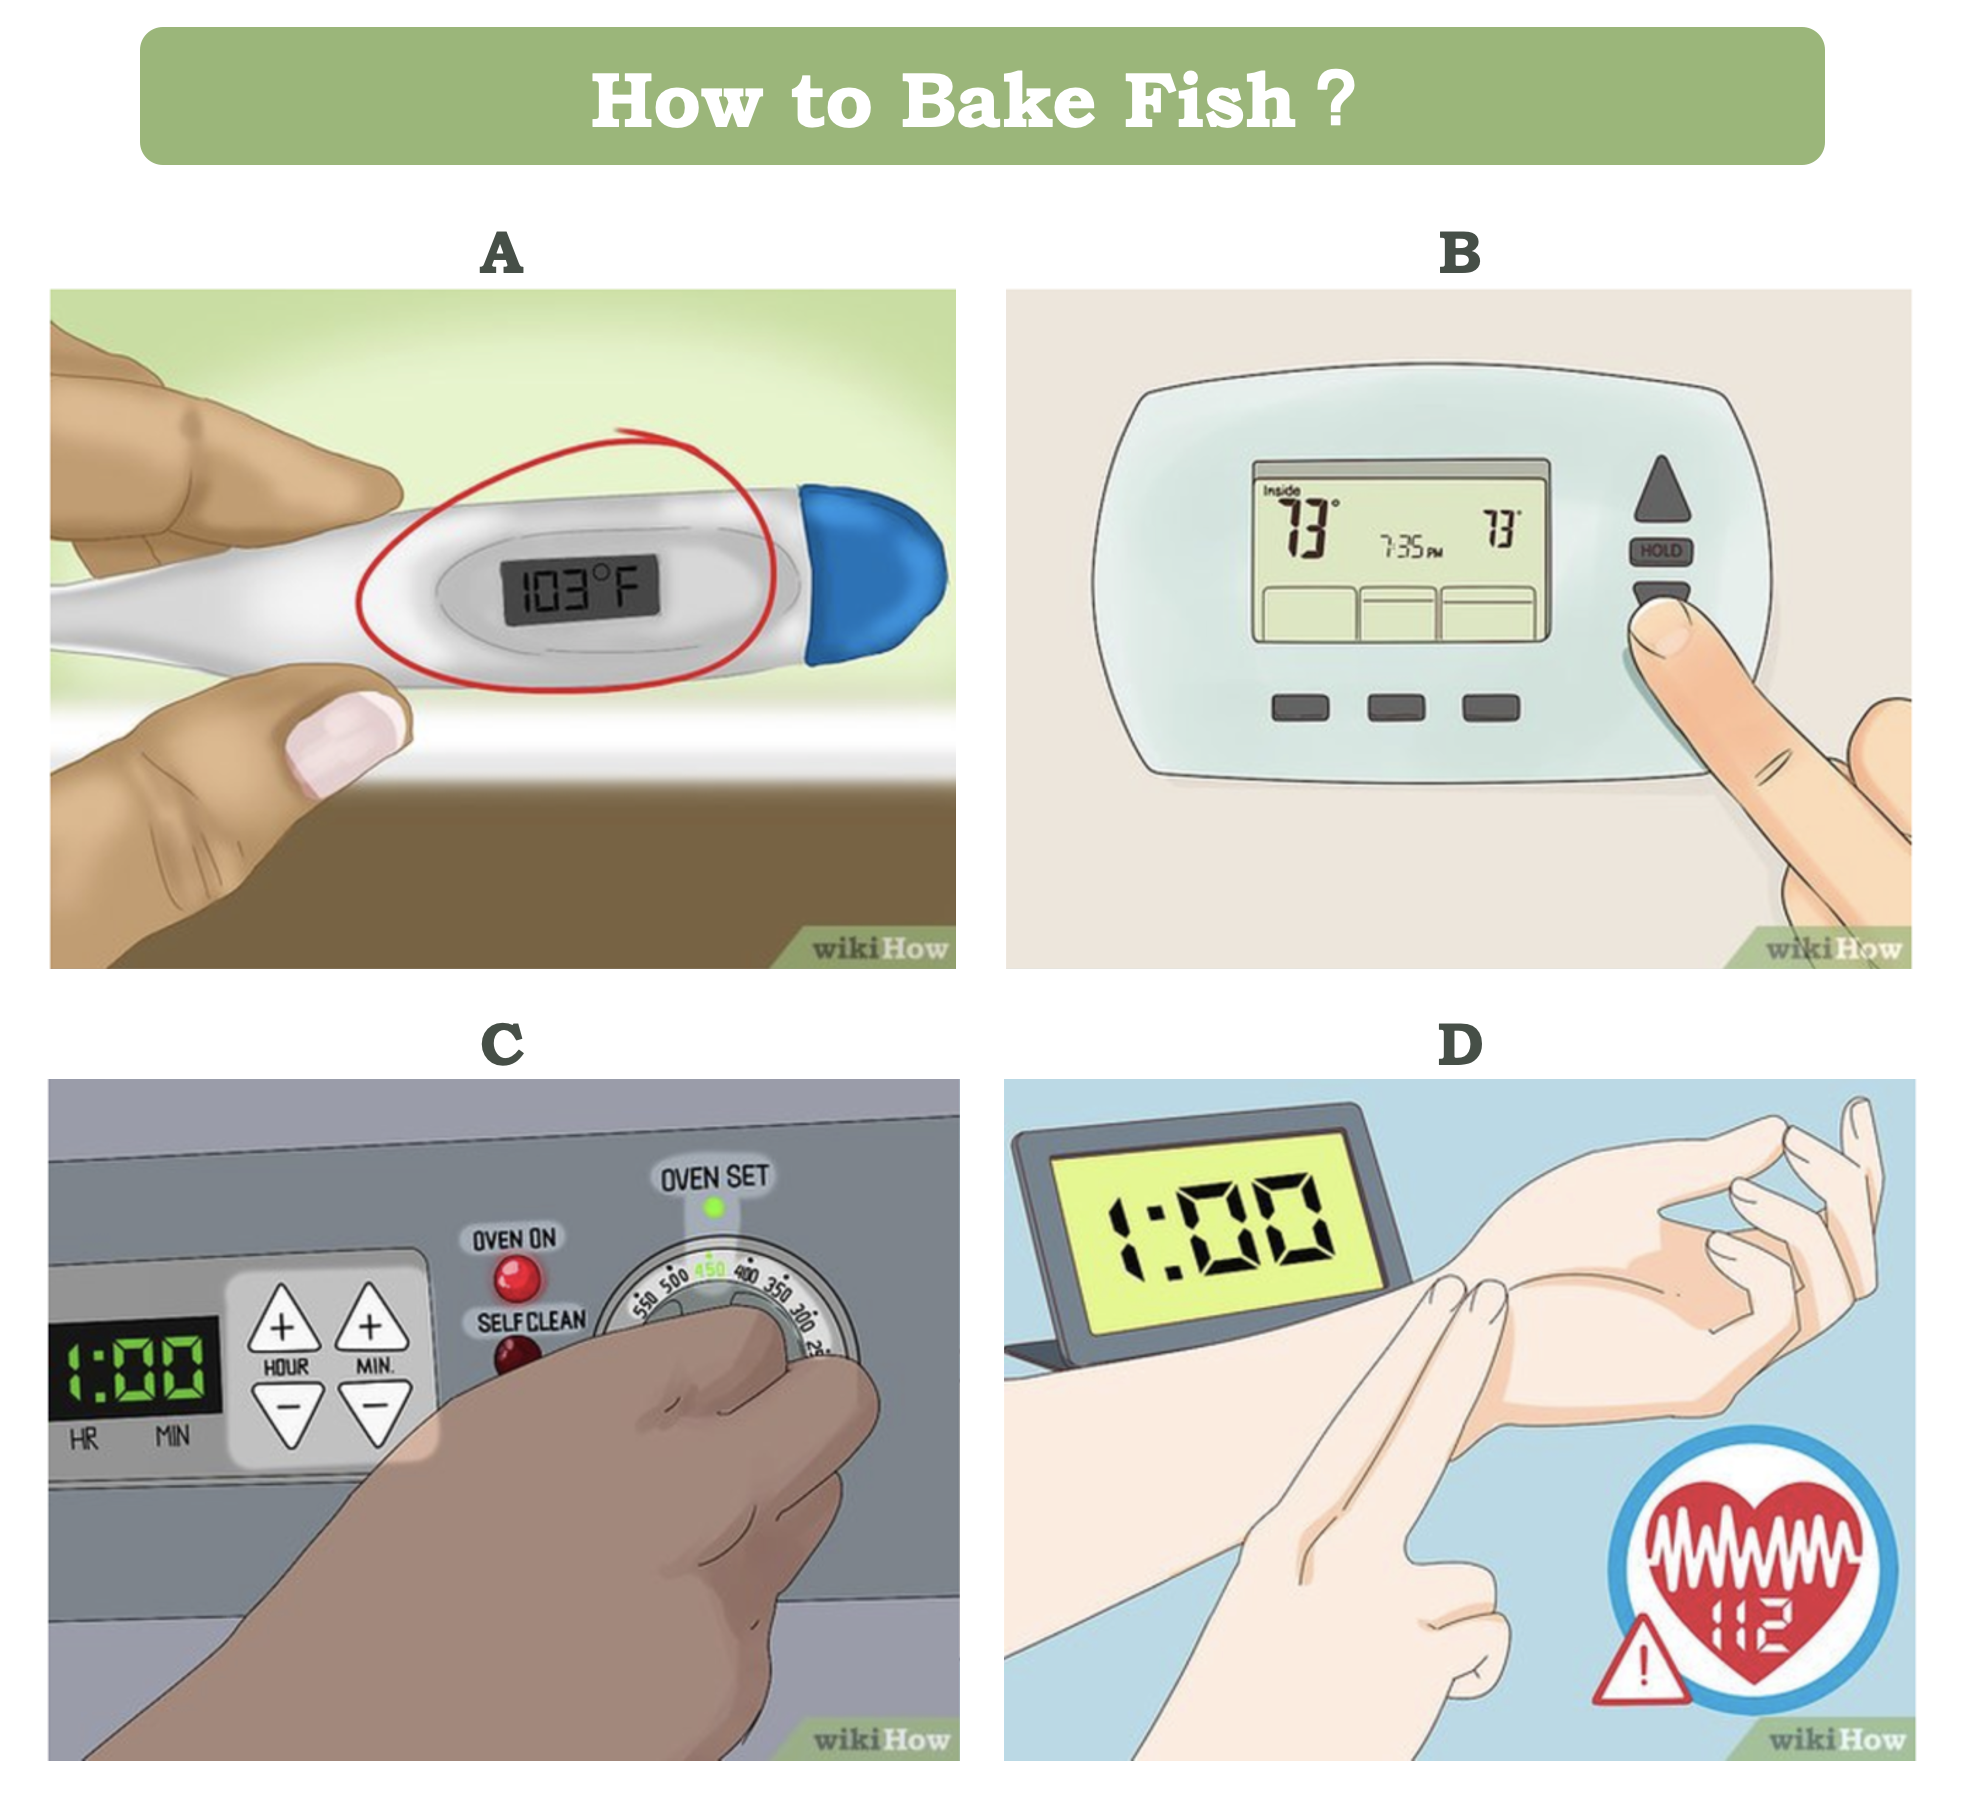 How to Bake Fish ?
A
B
103°F
wikiHow
Inside
73°
7:35 PM
73°
HOLD
wikiHow
C
D
OVEN SET
OVEN ON
SELF CLEAN
550 500 450 400 350 300
1:00
HR MIN
+ +
HOUR MIN.
- -
wikiHow
1:00
112
!
wikiHow